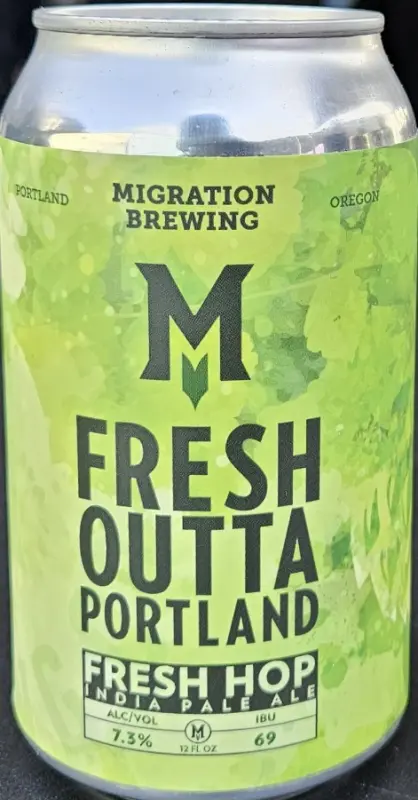 PORTLAND
MIGRATION
BREWING
OREGON
M
FRESH
OUTTA
PORTLAND
FRESH HOP
INDIA PALE ALE
ALC/VOL
7.3%
M
12 FL OZ
IBU
69